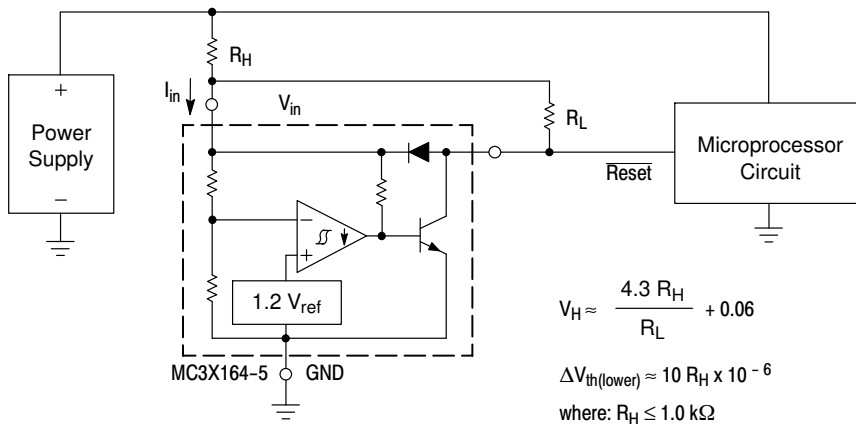 R_H
I_in
V_in
R_L
+
Power
Supply
−
Reset
Microprocessor
Circuit
−
+
1.2 V_ref
MC3X164−5
GND
V_H ≈ 4.3 R_H / R_L + 0.06
ΔV_th(lower) ≈ 10 R_H x 10⁻⁶
where: R_H ≤ 1.0 kΩ